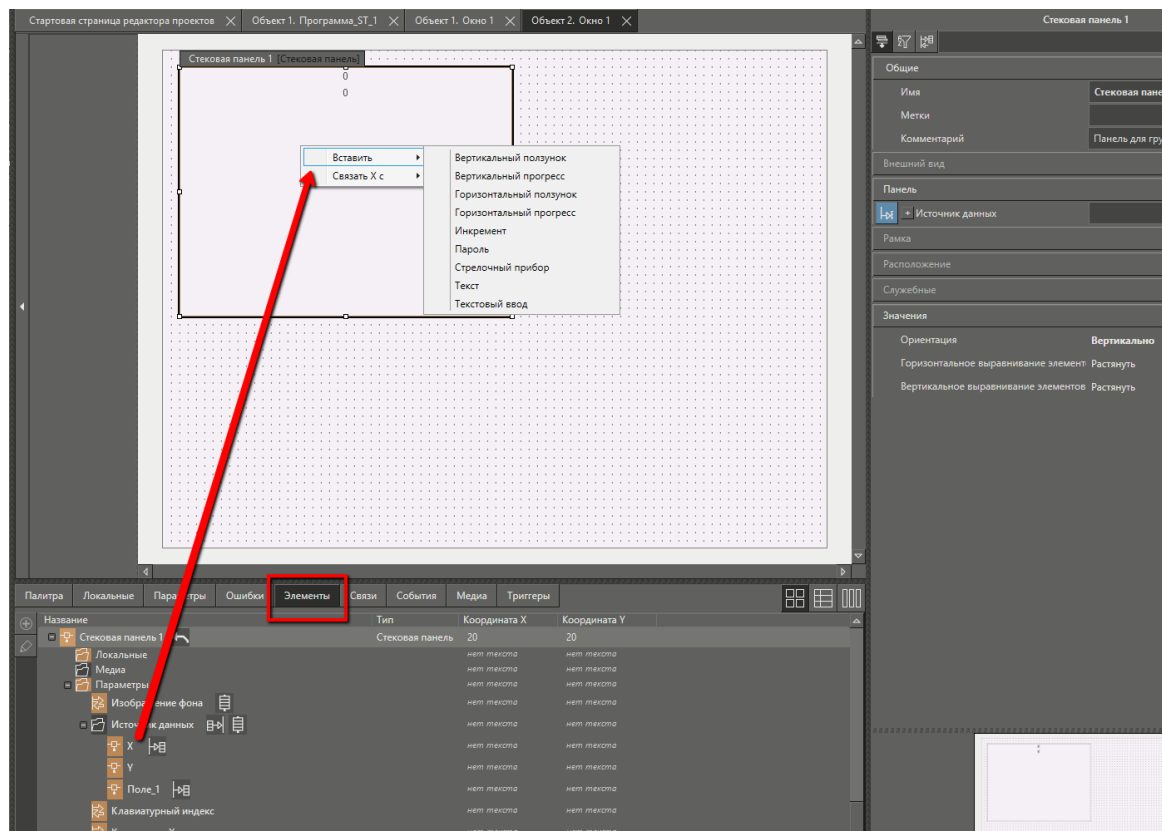 Стартовая страница редактора проектов Объект 1. Программа_ST_1 Объект 1. Окно 1 Объект 2. Окно 1
Стековая панель 1
Стековая панель 1 [Стековая панель]
0
0
Вставить
Связать X с
Вертикальный ползунок
Вертикальный прогресс
Горизонтальный ползунок
Горизонтальный прогресс
Инкремент
Пароль
Стрелочный прибор
Текст
Текстовый ввод
Общие
Имя Стековая пане
Метки
Комментарий Панель для гру
Внешний вид
Панель
Источник данных
Рамка
Расположение
Служебные
Значения
Ориентация Вертикально
Горизонтальное выравнивание элемент Растянуть
Вертикальное выравнивание элементов Растянуть
Палитра Локальные Параметры Ошибки Элементы Связи События Медиа Триггеры
Название Тип Координата X Координата Y
Стековая панель 1 Стековая панель 20 20
Локальные нет текста нет текста
Медиа нет текста нет текста
Параметры нет текста нет текста
Изображение фона нет текста нет текста
Источник данных нет текста нет текста
X нет текста нет текста
Y нет текста нет текста
Поле_1 нет текста нет текста
Клавиатурный индекс нет текста нет текста